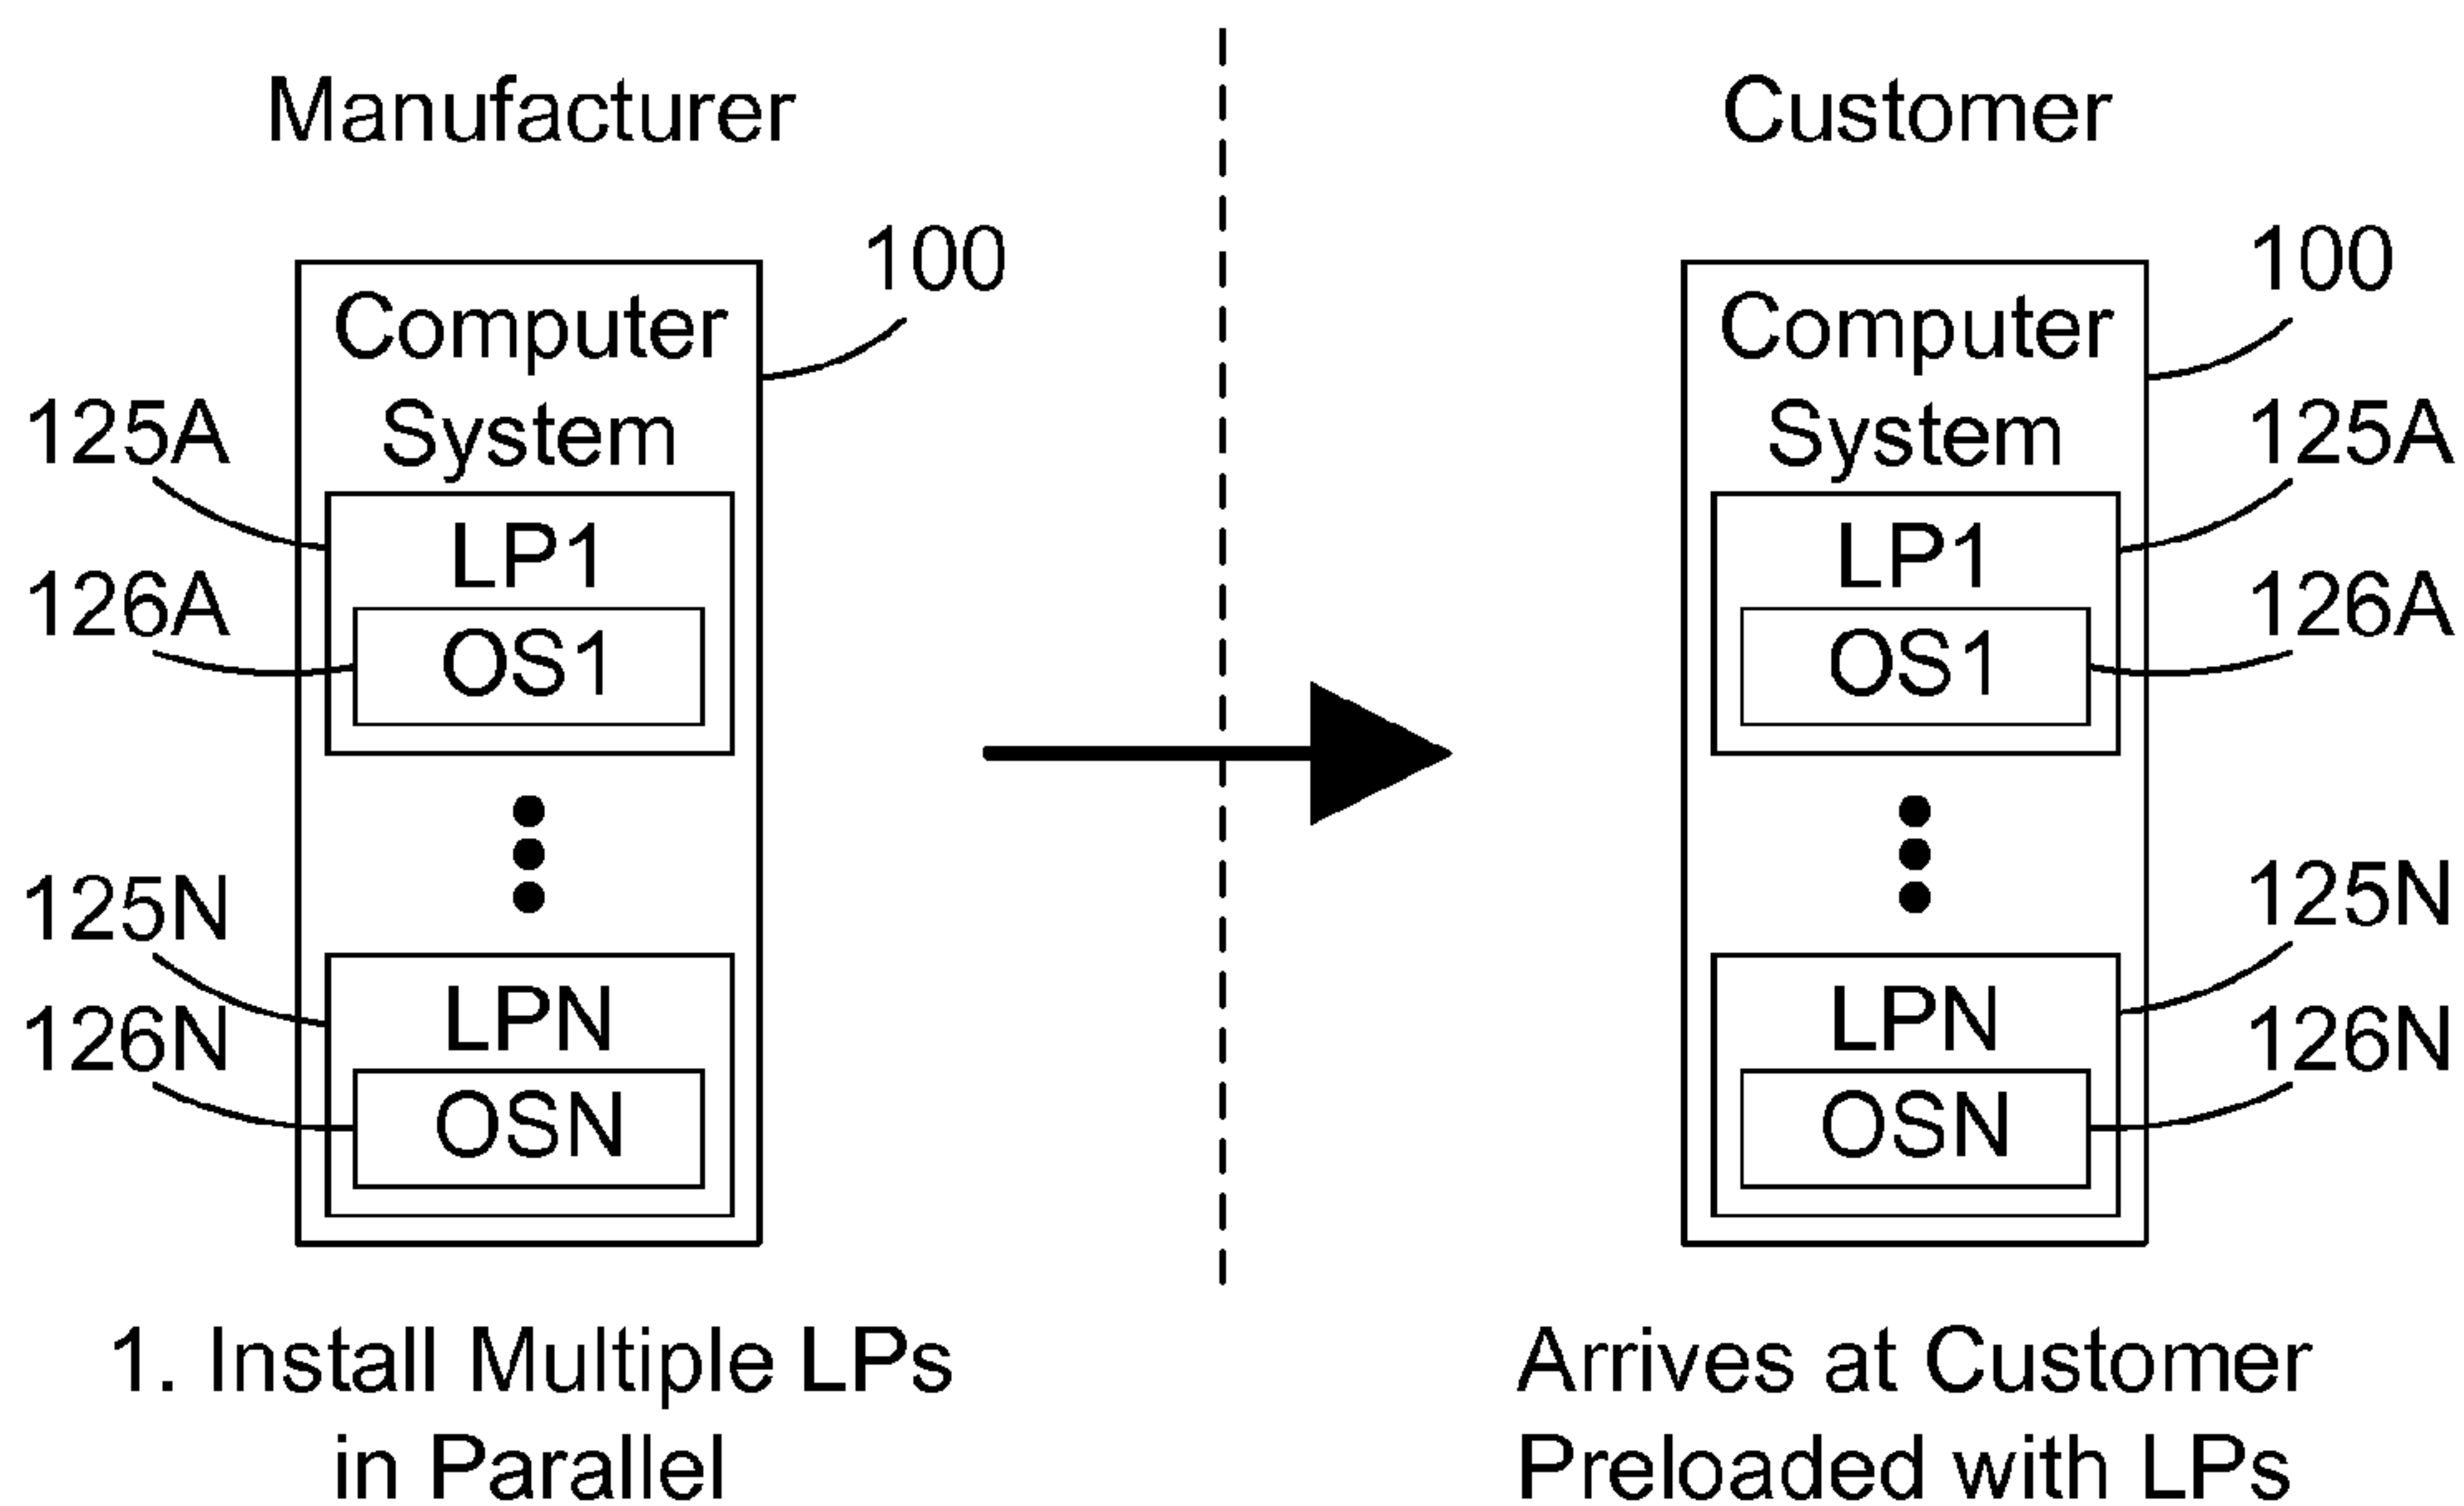 Manufacturer
100
Computer
System
125A
LP1
126A
OS1
125N
LPN
126N
OSN
1. Install Multiple LPs
in Parallel
Customer
100
Computer
System
125A
LP1
126A
OS1
125N
LPN
126N
OSN
Arrives at Customer
Preloaded with LPs